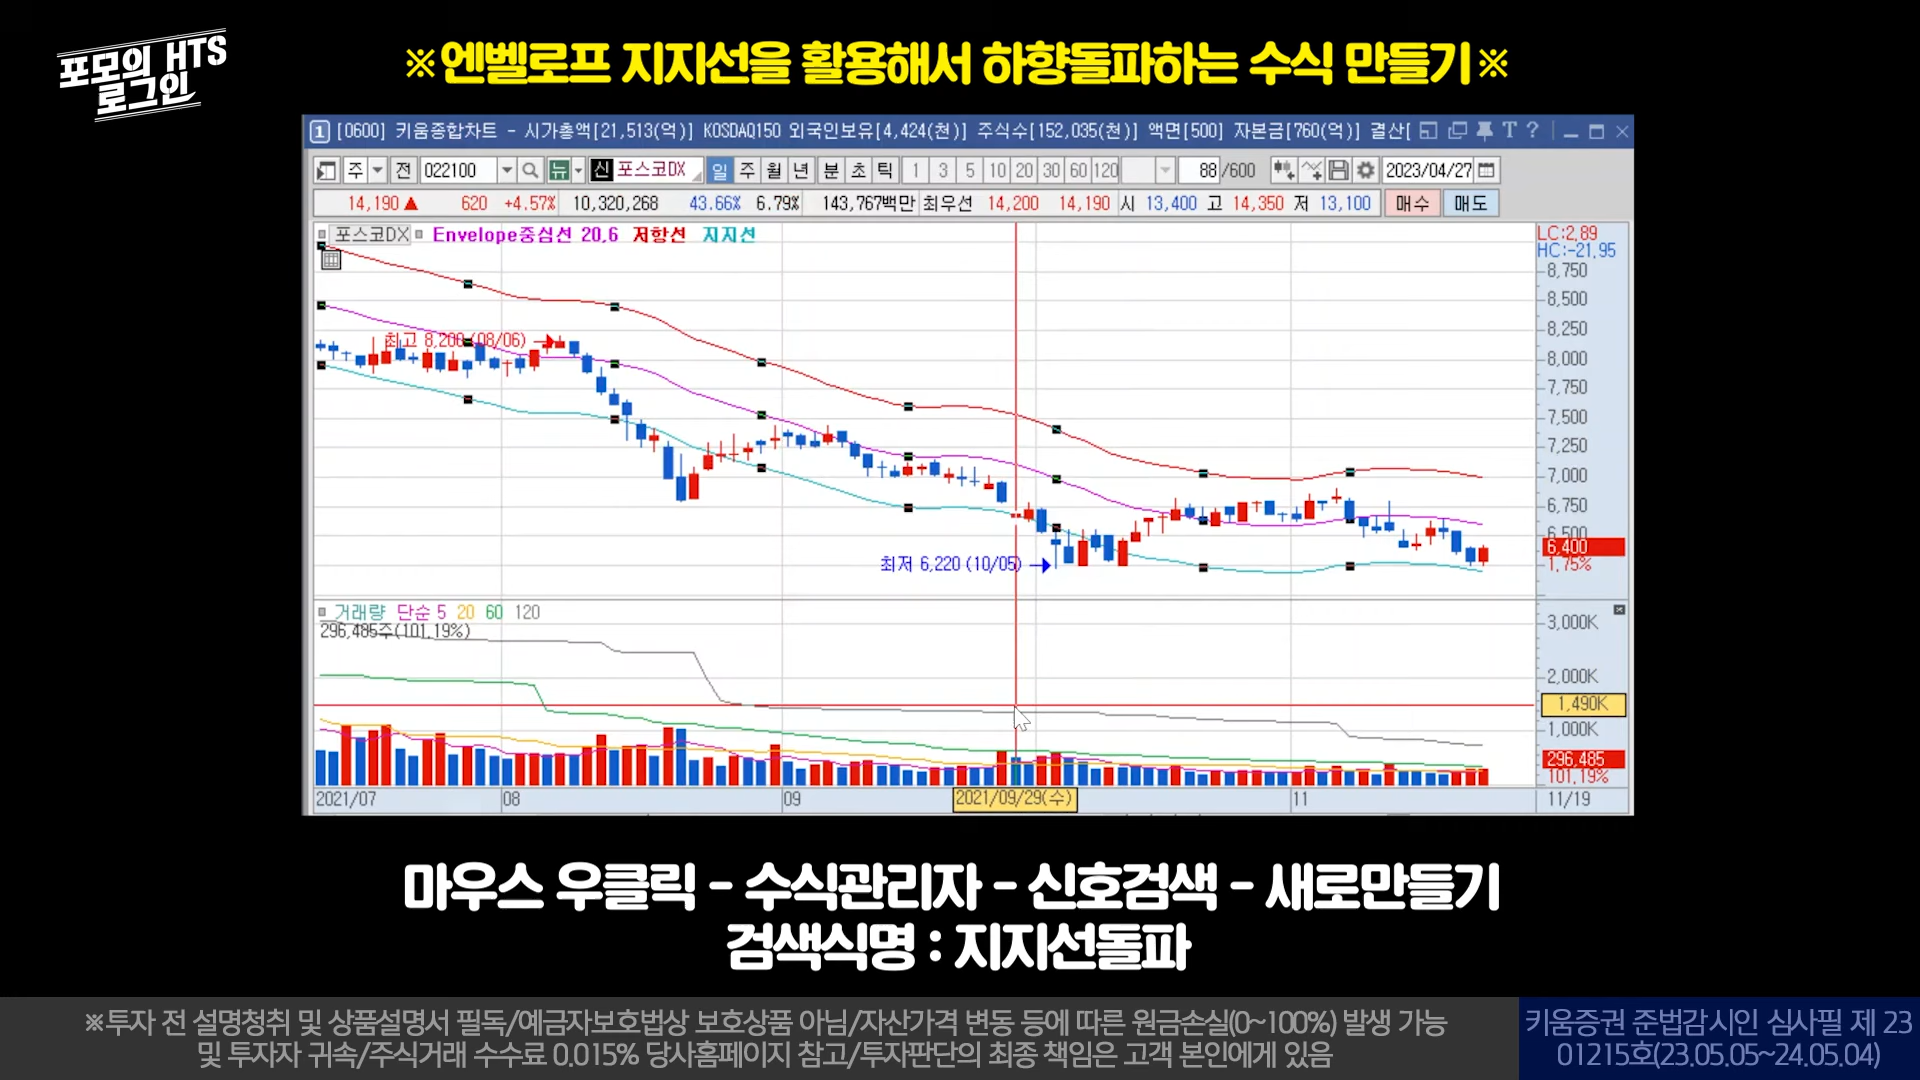 포모의 HTS
로그인
※엔벨로프 지지선을 활용해서 하향돌파하는 수식 만들기※
1 [0600] 키움종합차트 - 시가총액[21,513(억)] KOSDAQ150 외국인보유[4,424(천)] 주식수[152,035(천)] 액면[500] 자본금[760(억)] 결산[ T ?
주 전 022100 뉴 신 포스코DX 일 주 월 년 분 초 틱 1 3 5 10 20 30 60 120 88 /600 2023/04/27
14,190 ▲ 620 +4.57% 10,320,268 43.66% 6.79% 143,767백만 최우선 14,200 14,190 시 13,400 고 14,350 저 13,100 매수 매도
포스코DX Envelope중심선 20,6 저항선 지지선
LC:2,89
HC:-21,95
8,750
8,500
8,250
최고 8,200 (08/06)
8,000
7,750
7,500
7,250
7,000
6,750
6,500
6,400
1,75%
최저 6,220 (10/05)
거래량 단순 5 20 60 120
296,485주(101,19%)
3,000K
2,000K
1,490K
1,000K
296,485
101,19%
2021/07 08 09 2021/09/29(수) 11 11/19
마우스 우클릭 - 수식관리자 - 신호검색 - 새로만들기
검색식명 : 지지선돌파
※투자 전 설명청취 및 상품설명서 필독/예금자보호법상 보호상품 아님/자산가격 변동 등에 따른 원금손실(0~100%) 발생 가능
및 투자자 귀속/주식거래 수수료 0.015% 당사홈페이지 참고/투자판단의 최종 책임은 고객 본인에게 있음
키움증권 준법감시인 심사필 제 23
01215호(23.05.05~24.05.04)